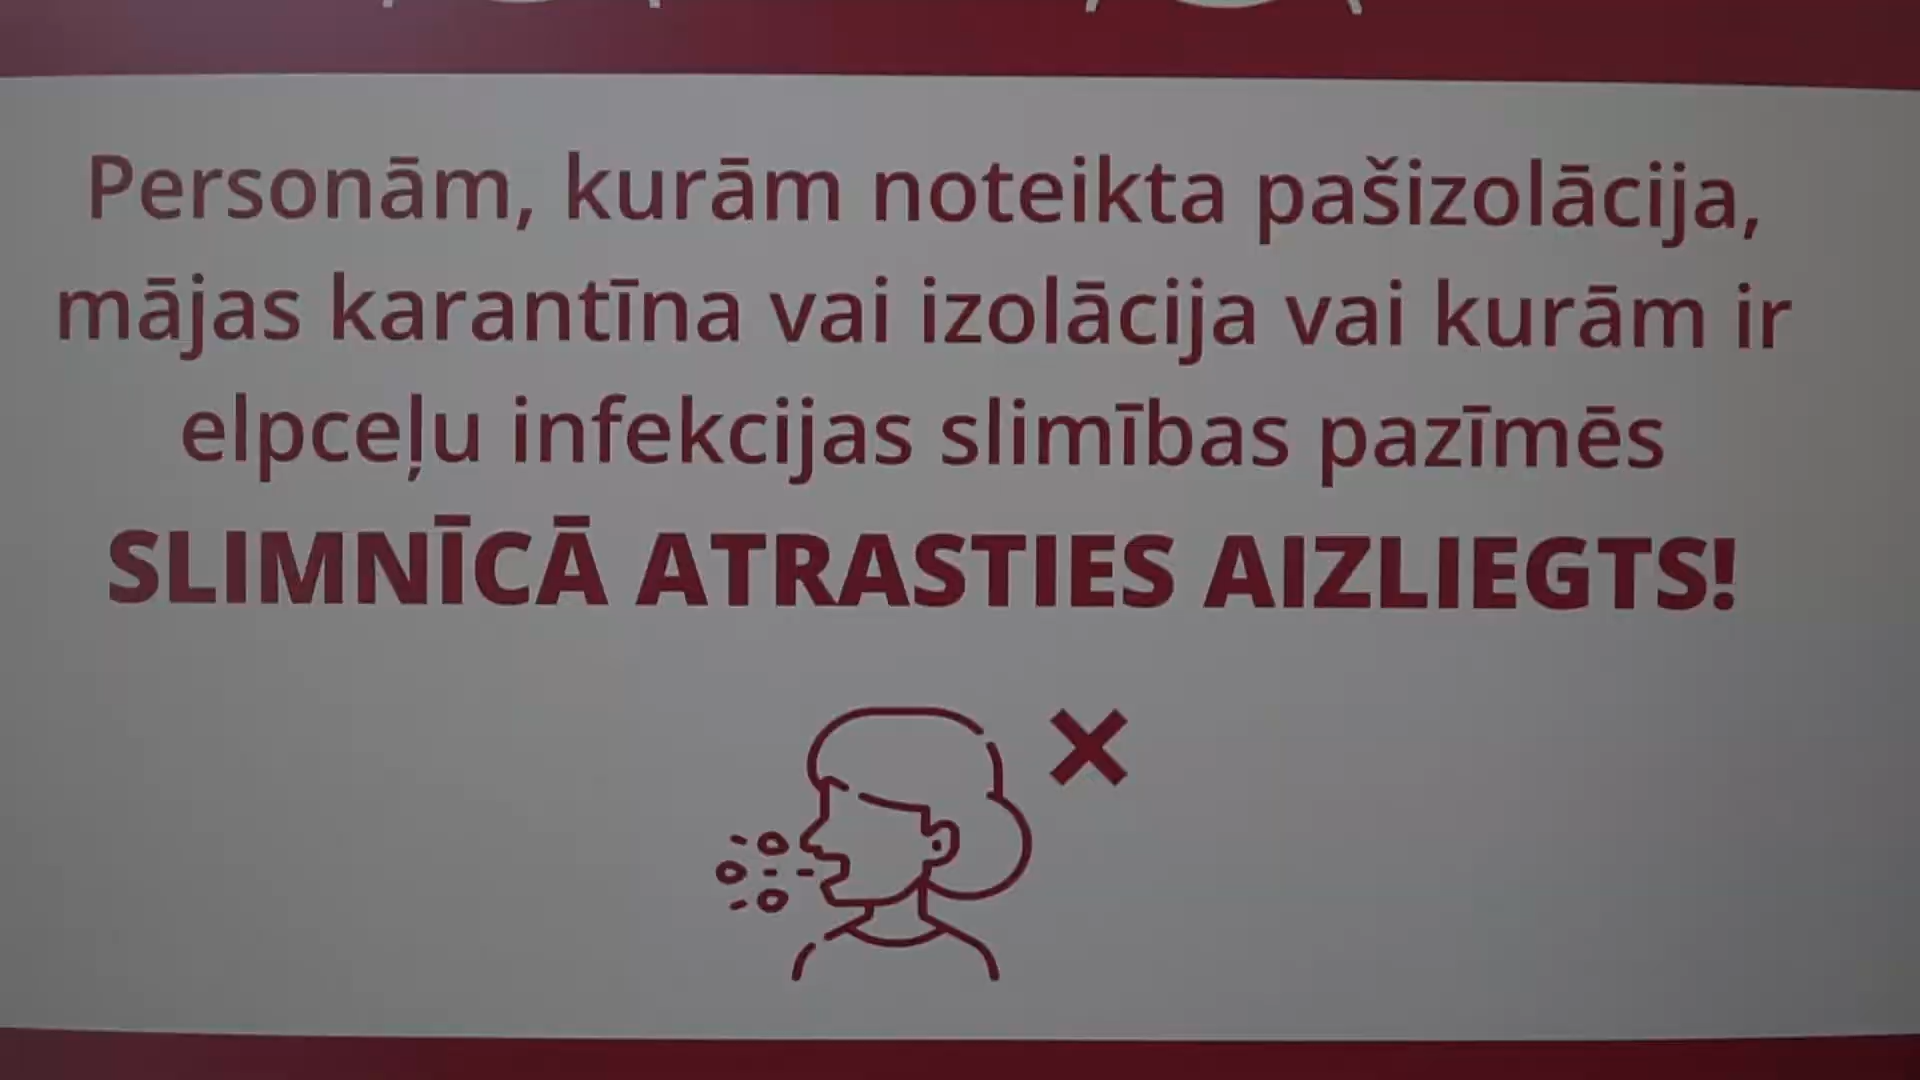 Personām, kurām noteikta pašizolācija,
mājas karantīna vai izolācija vai kurām ir
elpceļu infekcijas slimības pazīmēs
SLIMNĪCĀ ATRASTIES AIZLIEGTS!